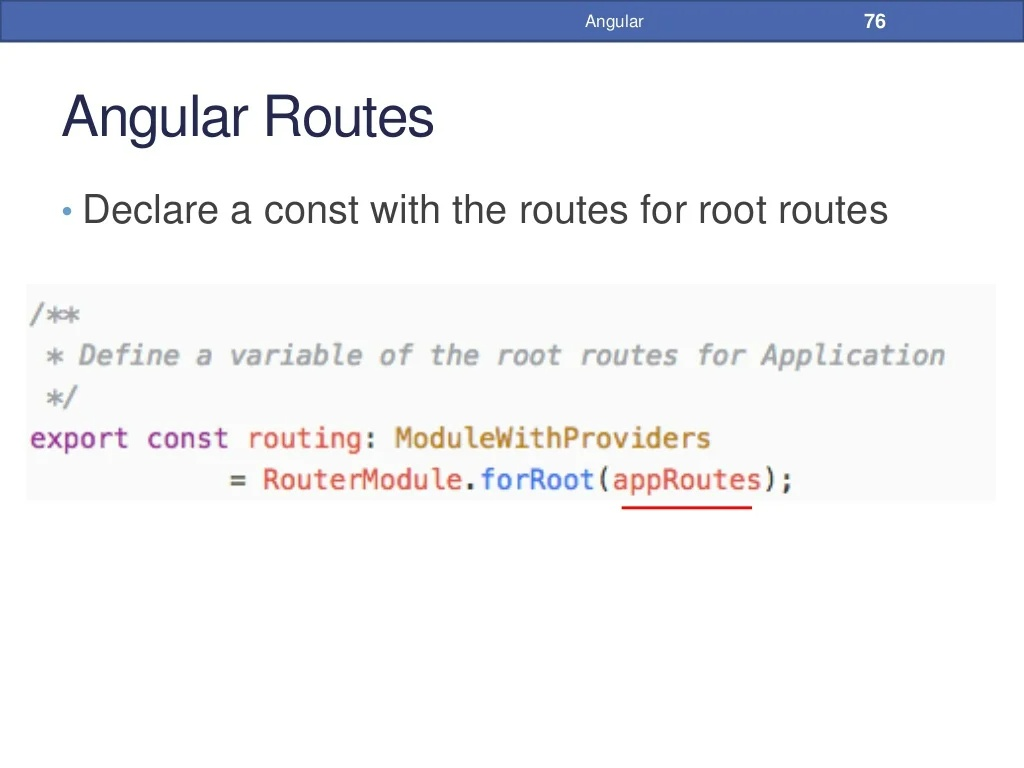 Angular 76
Angular Routes
• Declare a const with the routes for root routes
/**
 * Define a variable of the root routes for Application
 */
export const routing: ModuleWithProviders
            = RouterModule.forRoot(appRoutes);